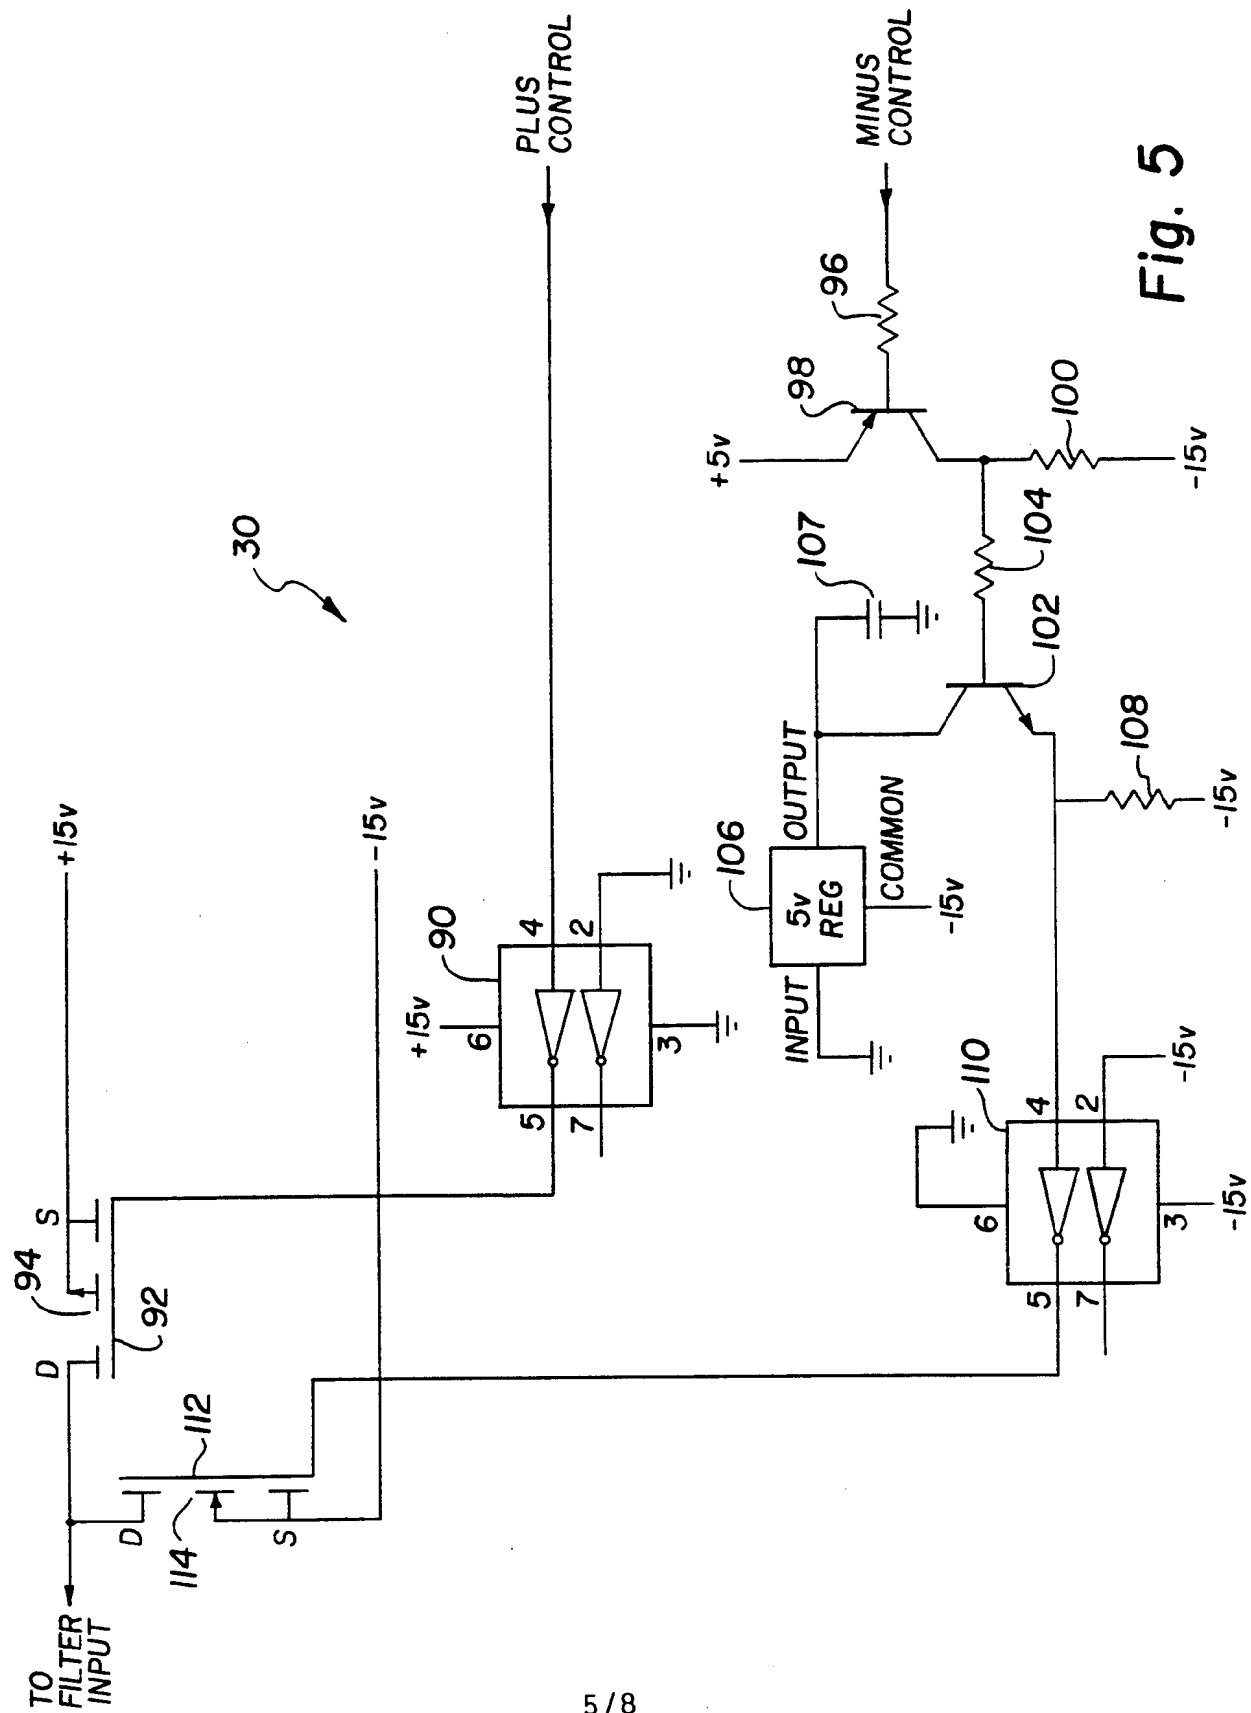 TO
FILTER
INPUT
D
94
S
+15v
92
D
112
114
S
-15v
30
+15v
6
90
5
4
7
2
3
PLUS
CONTROL
INPUT
5v
REG
106
OUTPUT
COMMON
-15v
107
+5v
98
96
MINUS
CONTROL
102
104
100
-15v
108
-15v
6
110
5
4
7
2
3
-15v
-15v
Fig. 5
5/8